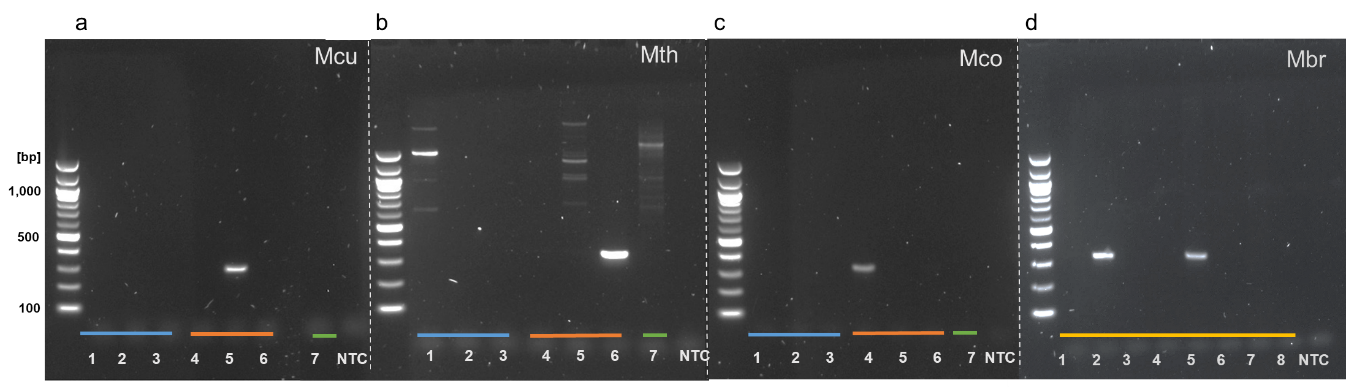 a b c d
Mcu Mth Mco Mbr
[bp]
1,000
500
100
1 2 3 4 5 6 7 NTC
1 2 3 4 5 6 7 NTC
1 2 3 4 5 6 7 NTC
1 2 3 4 5 6 7 8 NTC